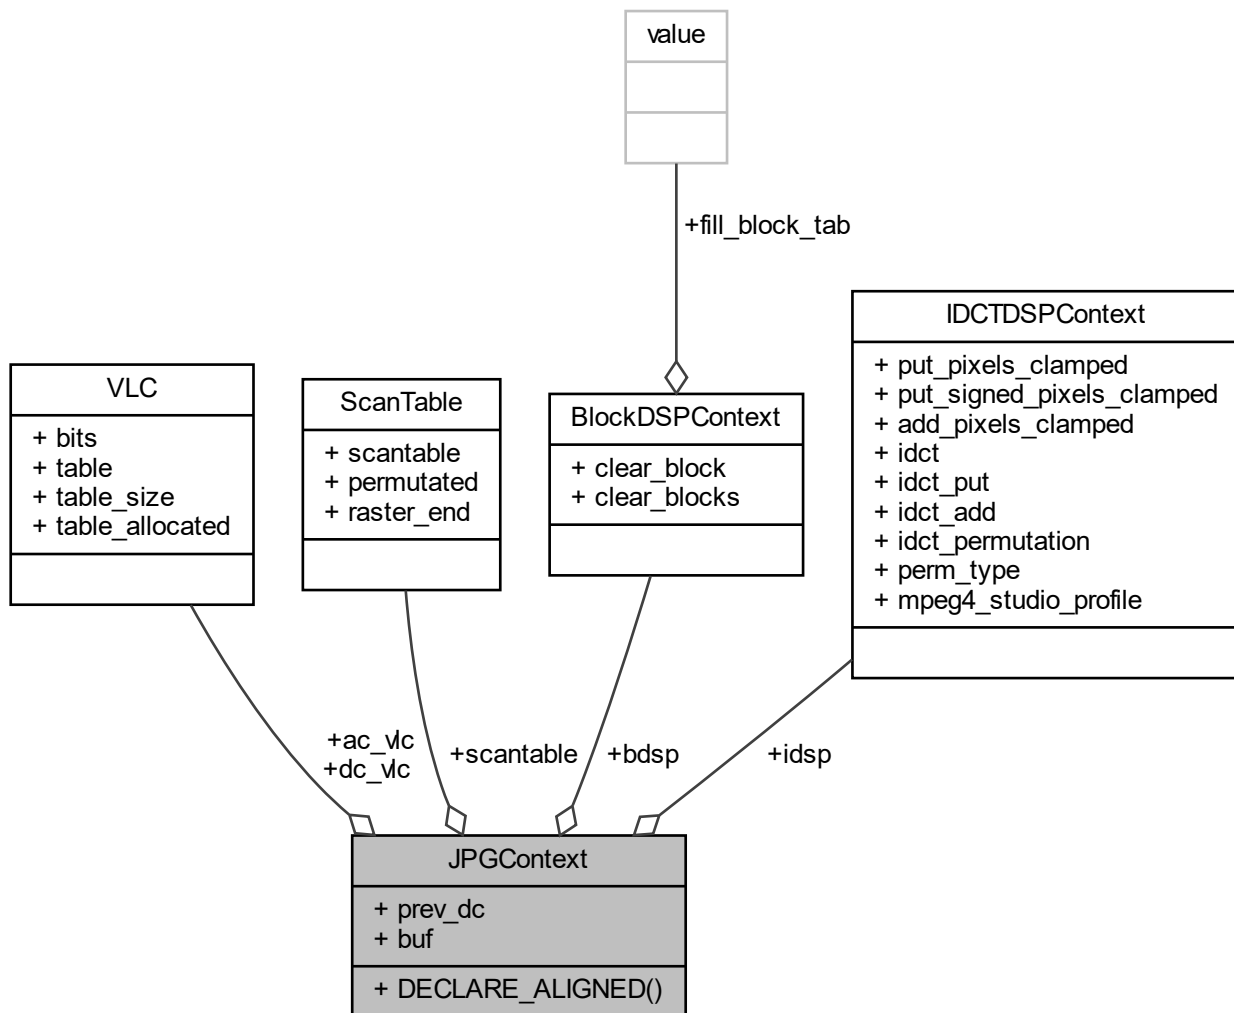 value
+fill_block_tab
IDCTDSPContext
+ put_pixels_clamped
+ put_signed_pixels_clamped
+ add_pixels_clamped
+ idct
+ idct_put
+ idct_add
+ idct_permutation
+ perm_type
+ mpeg4_studio_profile
VLC
+ bits
+ table
+ table_size
+ table_allocated
ScanTable
+ scantable
+ permutated
+ raster_end
BlockDSPContext
+ clear_block
+ clear_blocks
+ac_vlc
+dc_vlc
+scantable
+bdsp
+idsp
JPGContext
+ prev_dc
+ buf
+ DECLARE_ALIGNED()